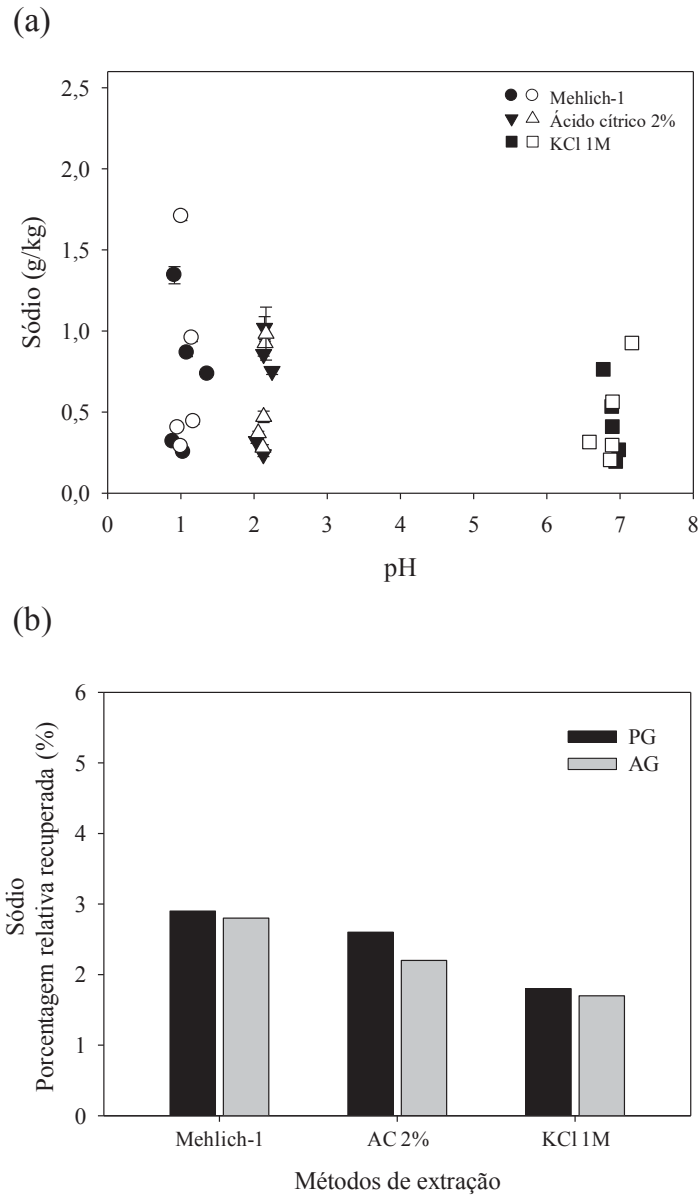 (a)
2,5
2,0
1,5
1,0
0,5
0,0
Sódio (g/kg)
Mehlich-1
Ácido cítrico 2%
KCl 1M
0 1 2 3 4 5 6 7 8
pH
(b)
6
5
4
3
2
1
0
Sódio
Porcentagem relativa recuperada (%)
PG
AG
Mehlich-1 AC 2% KCl 1M
Métodos de extração